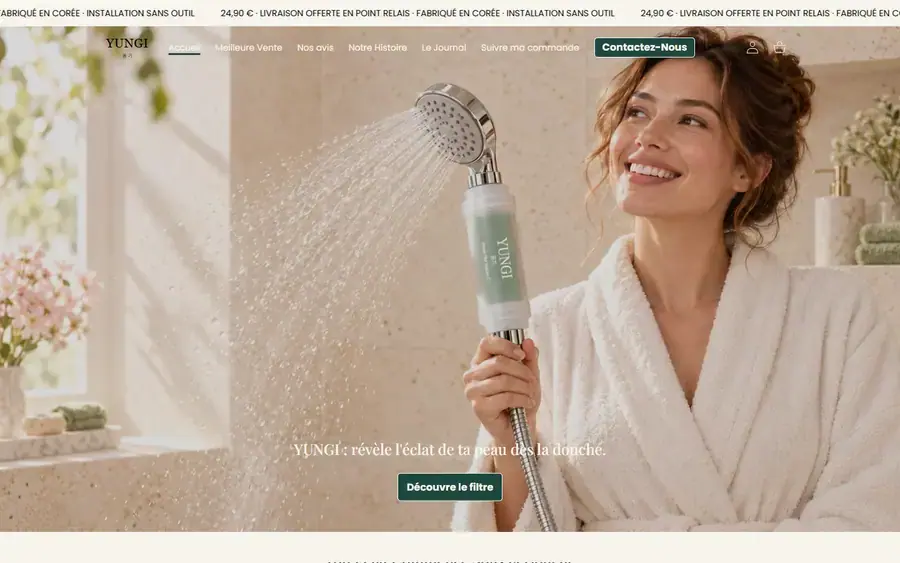 FABRIQUÉ EN CORÉE · INSTALLATION SANS OUTIL 24,90 € · LIVRAISON OFFERTE EN POINT RELAIS · FABRIQUÉ EN CORÉE · INSTALLATION SANS OUTIL 24,90 € · LIVRAISON OFFERTE EN POINT RELAIS · FABRIQUÉ EN
YUNGI
Accueil Meilleure Vente Nos avis Notre Histoire Le Journal Suivre ma commande Contactez-Nous
YUNGI
YUNGI : révèle l'éclat de ta peau dès la douche.
Découvre le filtre